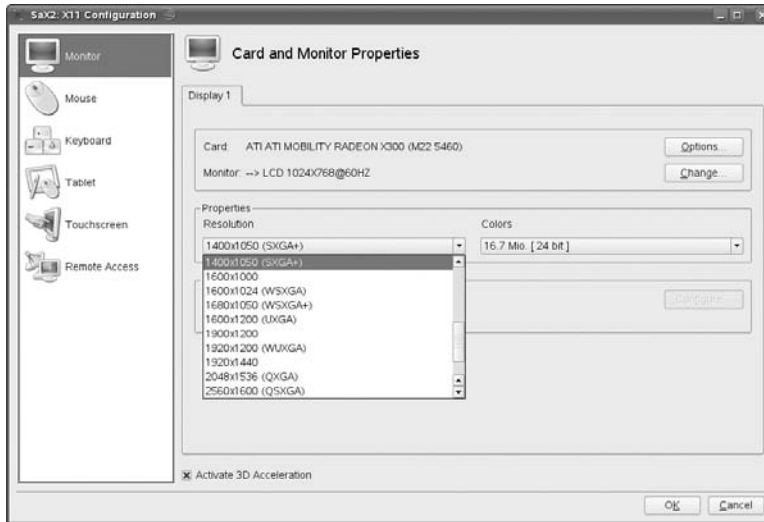 SaX2: X11 Configuration
Monitor
Mouse
Keyboard
Tablet
Touchscreen
Remote Access
Card and Monitor Properties
Display 1
Card: ATI ATI MOBILITY RADEON X300 (M22 5460)
Options...
Monitor: --> LCD 1024X768@60HZ
Change...
Properties
Resolution
Colors
1400x1050 (SXGA+)
16.7 Mio. [ 24 bit ]
1400x1050 (SXGA+)
1600x1000
1600x1024 (WSXGA)
1680x1050 (WSXGA+)
1600x1200 (UXGA)
1900x1200
1920x1200 (WUXGA)
1920x1440
2048x1536 (QXGA)
2560x1600 (QSXGA)
Configure...
Activate 3D Acceleration
OK
Cancel